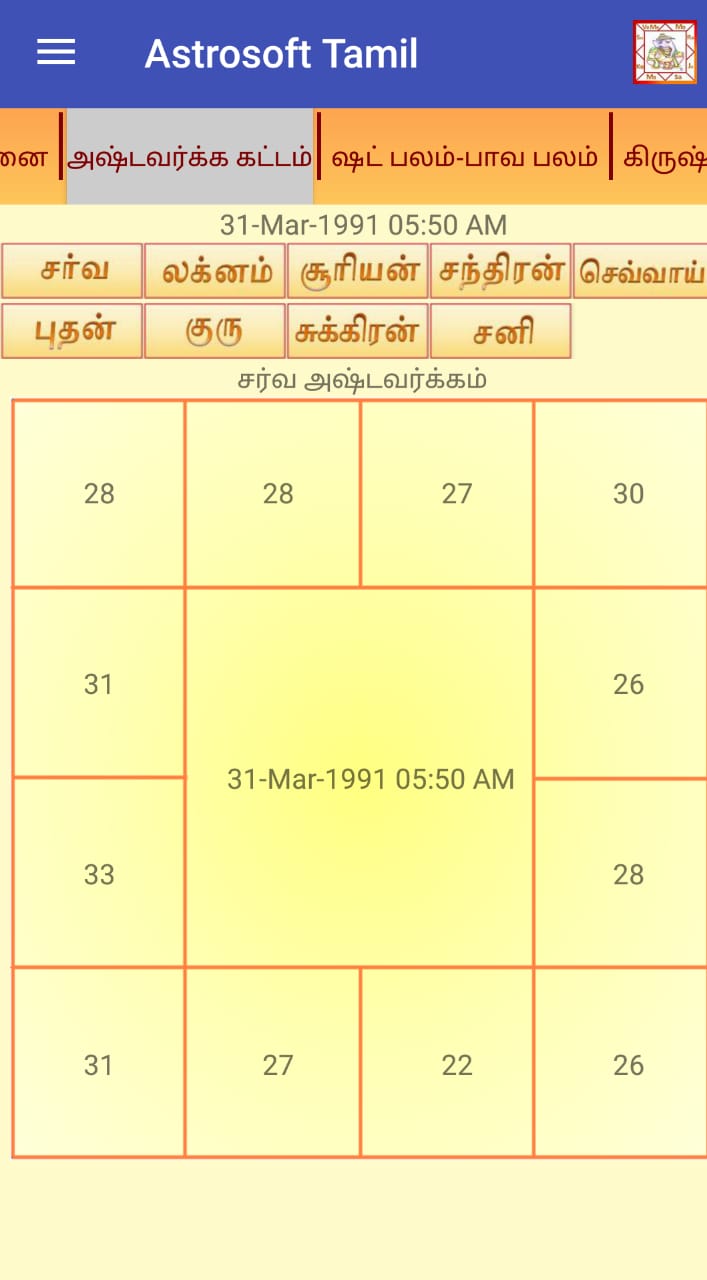 Astrosoft Tamil
னை அஷ்டவர்க்க கட்டம் ஷட் பலம்-பாவ பலம் கிருஷ்
31-Mar-1991 05:50 AM
சர்வ லக்னம் சூரியன் சந்திரன் செவ்வாய்
புதன் குரு சுக்கிரன் சனி
சர்வ அஷ்டவர்க்கம்
28 28 27 30
31 26
31-Mar-1991 05:50 AM
33 28
31 27 22 26